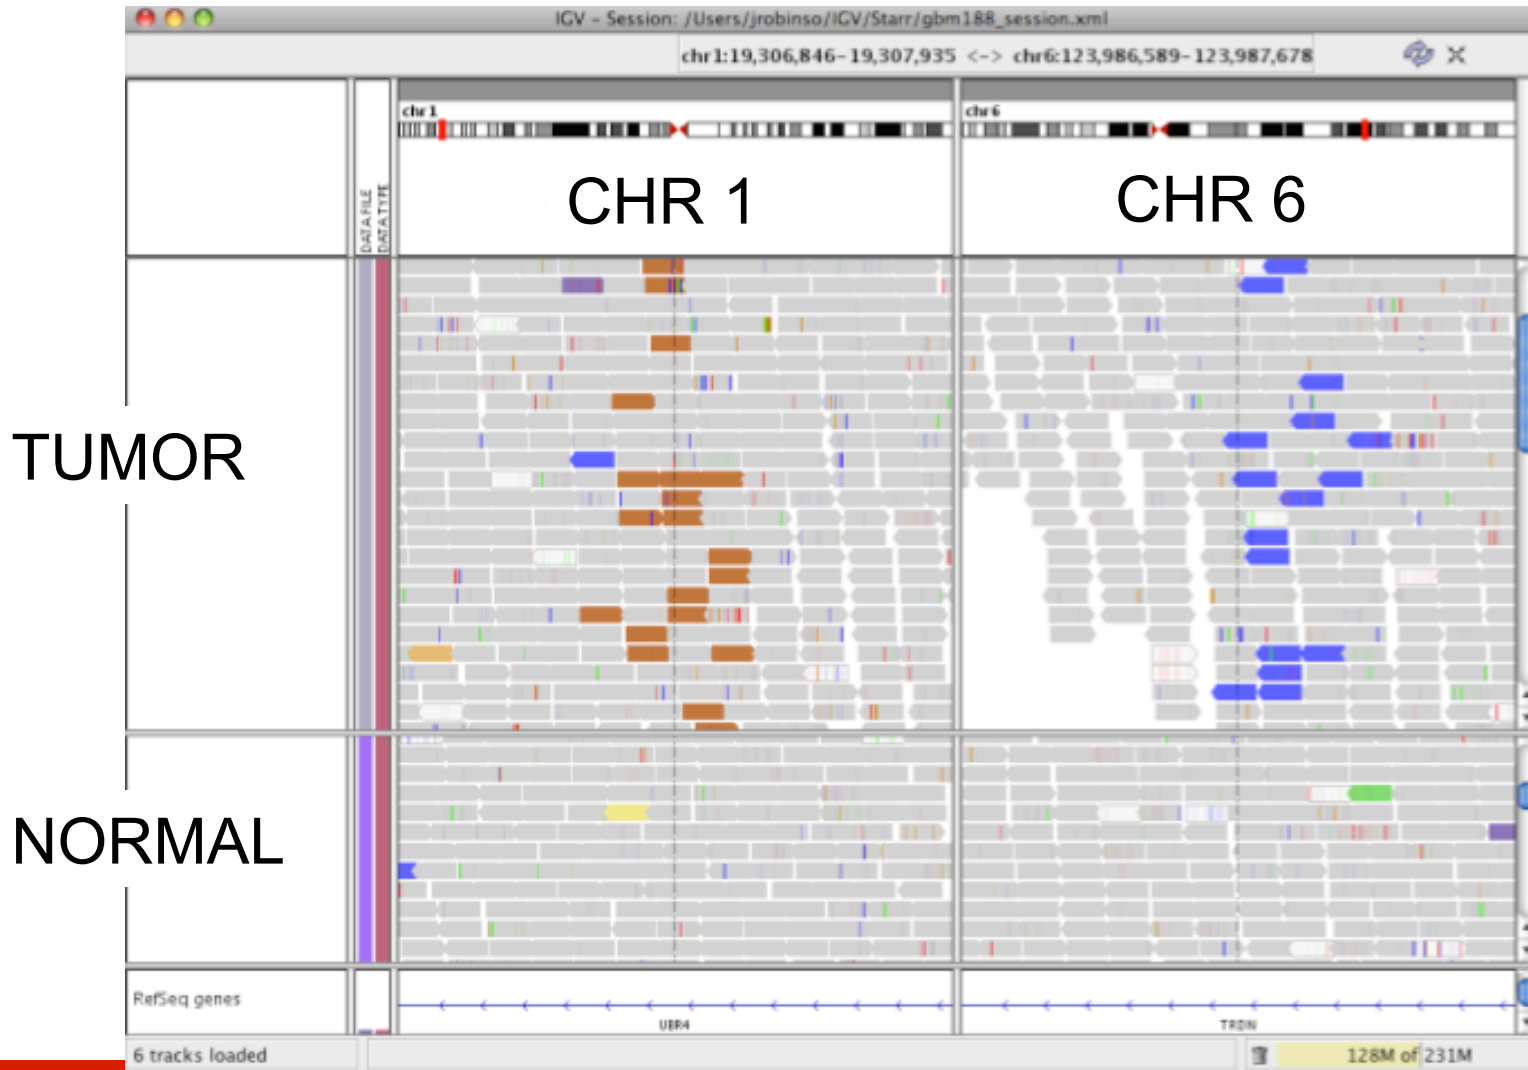 IGV - Session: /Users/jrobinso/IGV/Starr/gbm188_session.xml
chr1:19,306,846-19,307,935 <-> chr6:123,986,589-123,987,678
chr1
chr6
DATA FILE
DATA TYPE
CHR 1
CHR 6
TUMOR
NORMAL
RefSeq genes
UBR4
TRDN
6 tracks loaded
128M of 231M